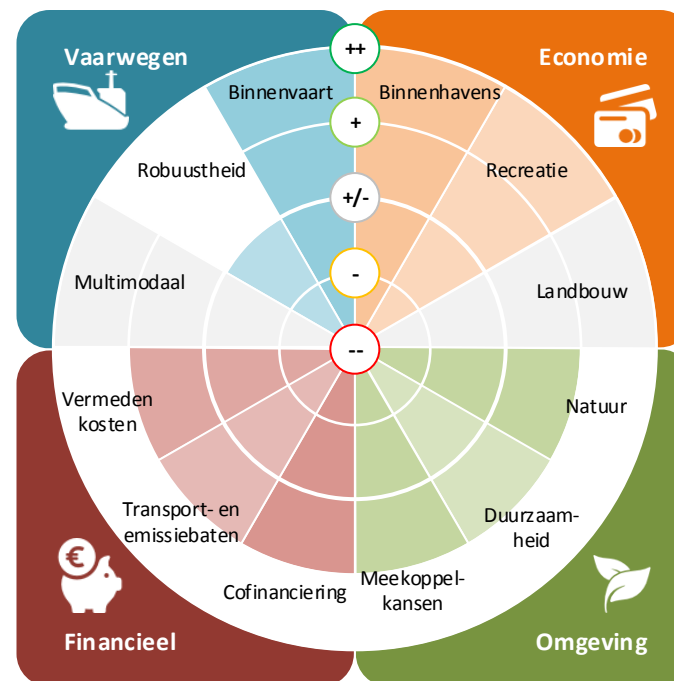 Vaarwegen
Economie
++
Binnenvaart
Binnenhavens
+
Robuustheid
Recreatie
+/-
Multimodaal
-
Landbouw
--
Vermeden
kosten
Natuur
Transport- en
emissiebaten
Duurzaam-
heid
Cofinanciering
Meekoppel-
kansen
€
Financieel
Omgeving